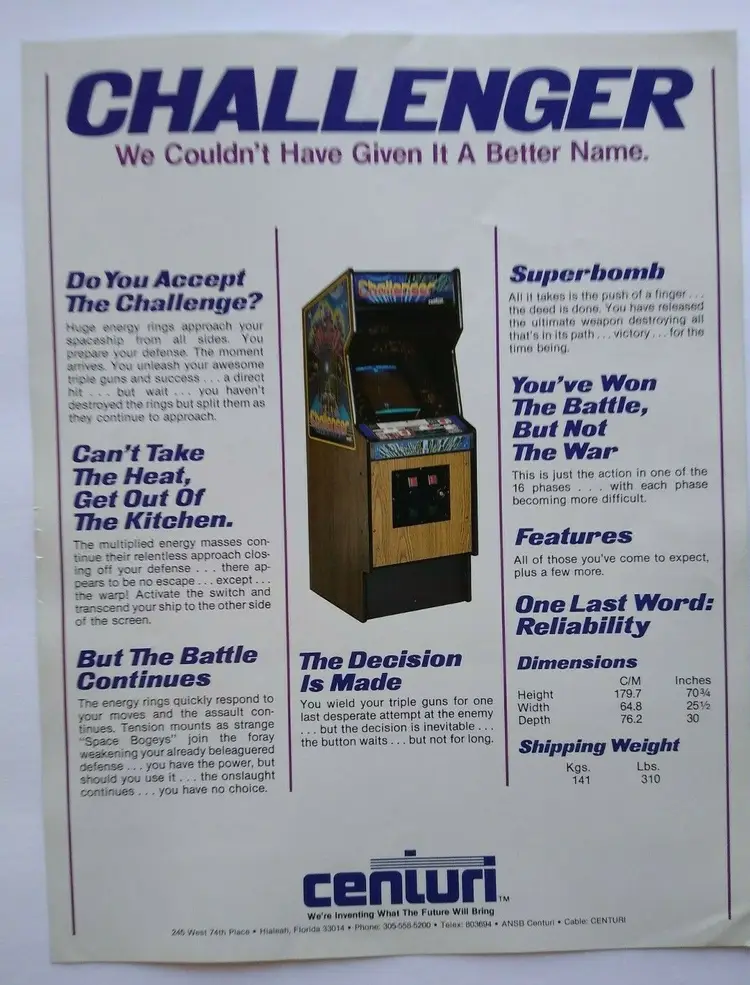 CHALLENGER
We Couldn't Have Given It A Better Name.
Do You Accept
The Challenge?
Huge energy rings approach your
spaceship from all sides. You
prepare your defense. The moment
arrives. You unleash your awesome
triple guns and success . . . a direct
hit . . . but wait . . . you haven't
destroyed the rings but split them as
they continue to approach.
Can't Take
The Heat,
Get Out Of
The Kitchen.
The multiplied energy masses con-
tinue their relentless approach clos-
ing off your defense . . . there ap-
pears to be no escape . . . except . . .
the warp! Activate the switch and
transcend your ship to the other side
of the screen.
But The Battle
Continues
The energy rings quickly respond to
your moves and the assault con-
tinues. Tension mounts as strange
"Space Bogeys" join the foray
weakening your already beleaguered
defense . . . you have the power, but
should you use it . . . the onslaught
continues . . . you have no choice.
Challenger
Challenger
The Decision
Is Made
You wield your triple guns for one
last desperate attempt at the enemy
. . . but the decision is inevitable . . .
the button waits . . . but not for long.
Superbomb
All it takes is the push of a finger . . .
the deed is done. You have released
the ultimate weapon destroying all
that's in its path . . . victory . . . for the
time being.
You've Won
The Battle,
But Not
The War
This is just the action in one of the
16 phases . . . with each phase
becoming more difficult.
Features
All of those you've come to expect,
plus a few more.
One Last Word:
Reliability
Dimensions
C/M Inches
Height 179.7 70¾
Width 64.8 25½
Depth 76.2 30
Shipping Weight
Kgs. Lbs.
141 310
centuri TM
We're Inventing What The Future Will Bring
245 West 74th Place • Hialeah, Florida 33014 • Phone: 305-558-5200 • Telex: 803694 • ANSB Centuri • Cable: CENTURI